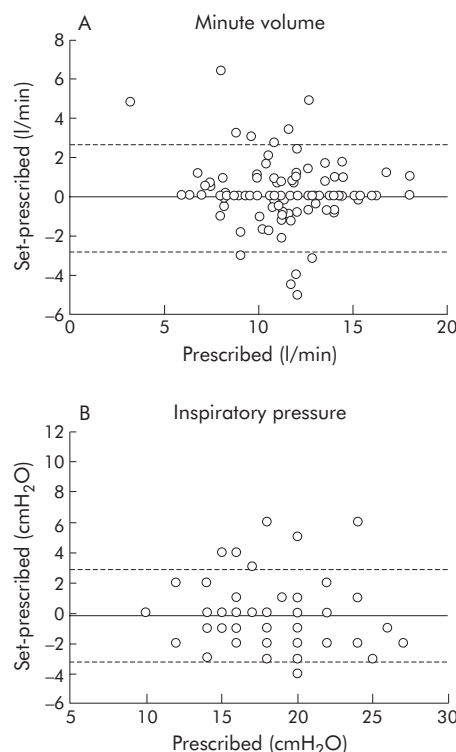 A
Minute volume
8
6
4
2
0
−2
−4
−6
Set-prescribed (l/min)
0 5 10 15 20
Prescribed (l/min)
B
Inspiratory pressure
12
10
8
6
4
2
0
−2
−4
−6
Set-prescribed (cmH₂O)
5 10 15 20 25 30
Prescribed (cmH₂O)